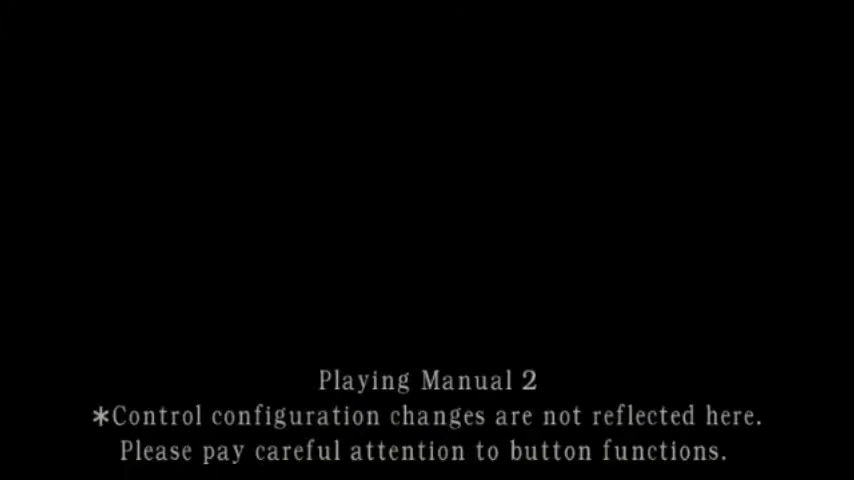 Playing Manual 2
*Control configuration changes are not reflected here.
Please pay careful attention to button functions.